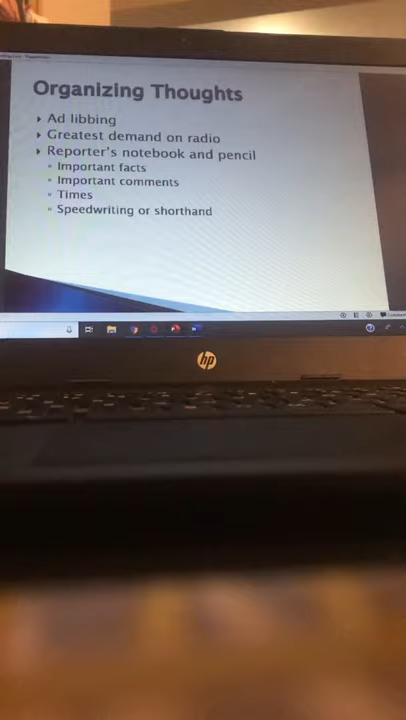 Organizing Thoughts
Ad libbing
Greatest demand on radio
Reporter's notebook and pencil
Important facts
Important comments
Times
Speedwriting or shorthand
hp